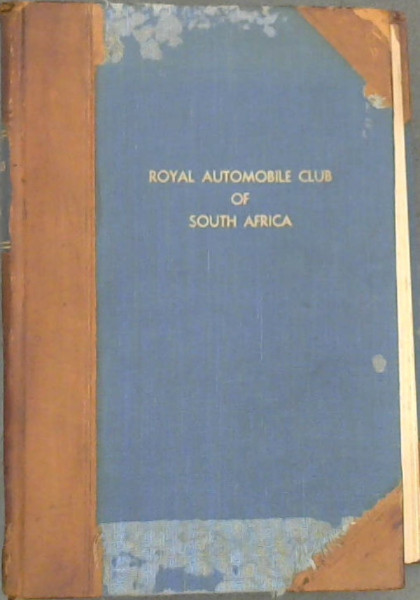 ROYAL AUTOMOBILE CLUB
OF
SOUTH AFRICA